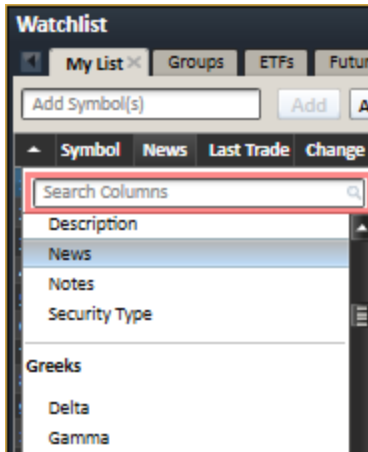 Watchlist
My List Groups ETFs Futur
Add Symbol(s) Add A
Symbol News Last Trade Change
Search Columns
Description
News
Notes
Security Type
Greeks
Delta
Gamma